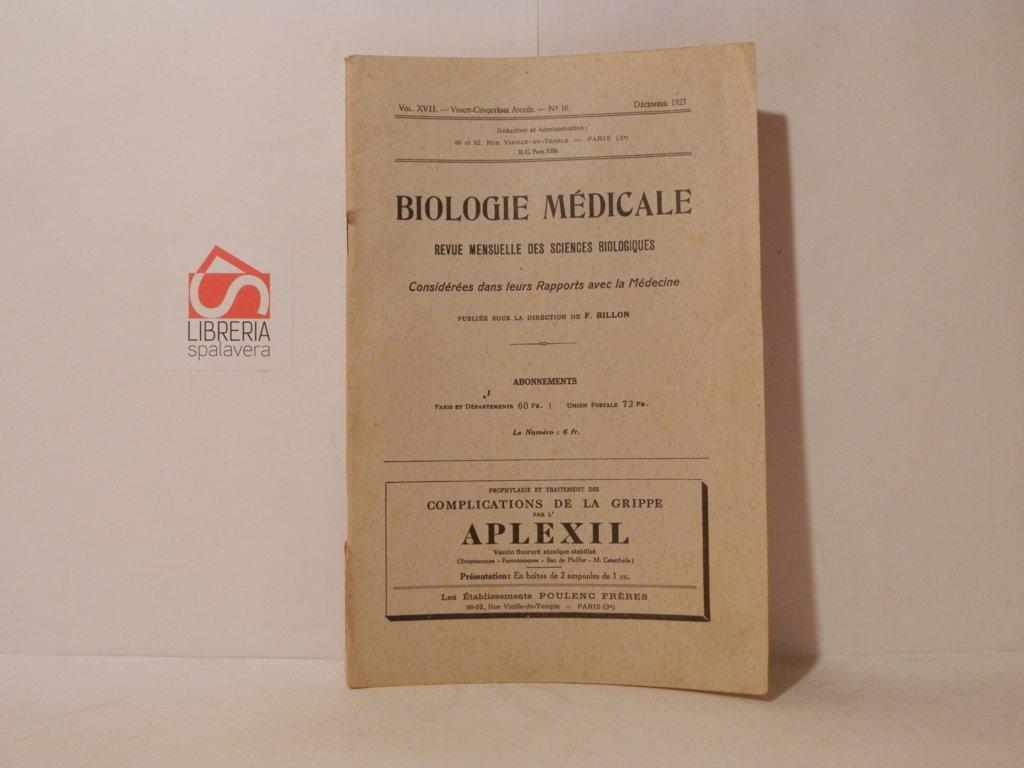 Vol. XVII. — Vingt-Cinquième Année. — Nº 10. Décembre 1927
Rédaction et Administration :
86 et 92, Rue Vieille-du-Temple — PARIS (3e)
R.C. Paris 5386
BIOLOGIE MÉDICALE
REVUE MENSUELLE DES SCIENCES BIOLOGIQUES
Considérées dans leurs Rapports avec la Médecine
PUBLIÉE SOUS LA DIRECTION DE F. BILLON
ABONNEMENTS
Paris et Départements 60 Fr. | Union Postale 72 Fr.
Le Numéro : 6 fr.
PROPHYLAXIE ET TRAITEMENT DES
COMPLICATIONS DE LA GRIPPE
PAR L'
APLEXIL
Vaccin fluoruré atoxique stabilisé
(Streptocoques - Pneumocoques - Bac. de Pfeiffer - M. Catarrhalis)
Présentation : En boîtes de 2 ampoules de 1 cc.
Les Établissements POULENC FRÈRES
86-92, Rue Vieille-du-Temple — PARIS (3e)
LIBRERIA
spalavera